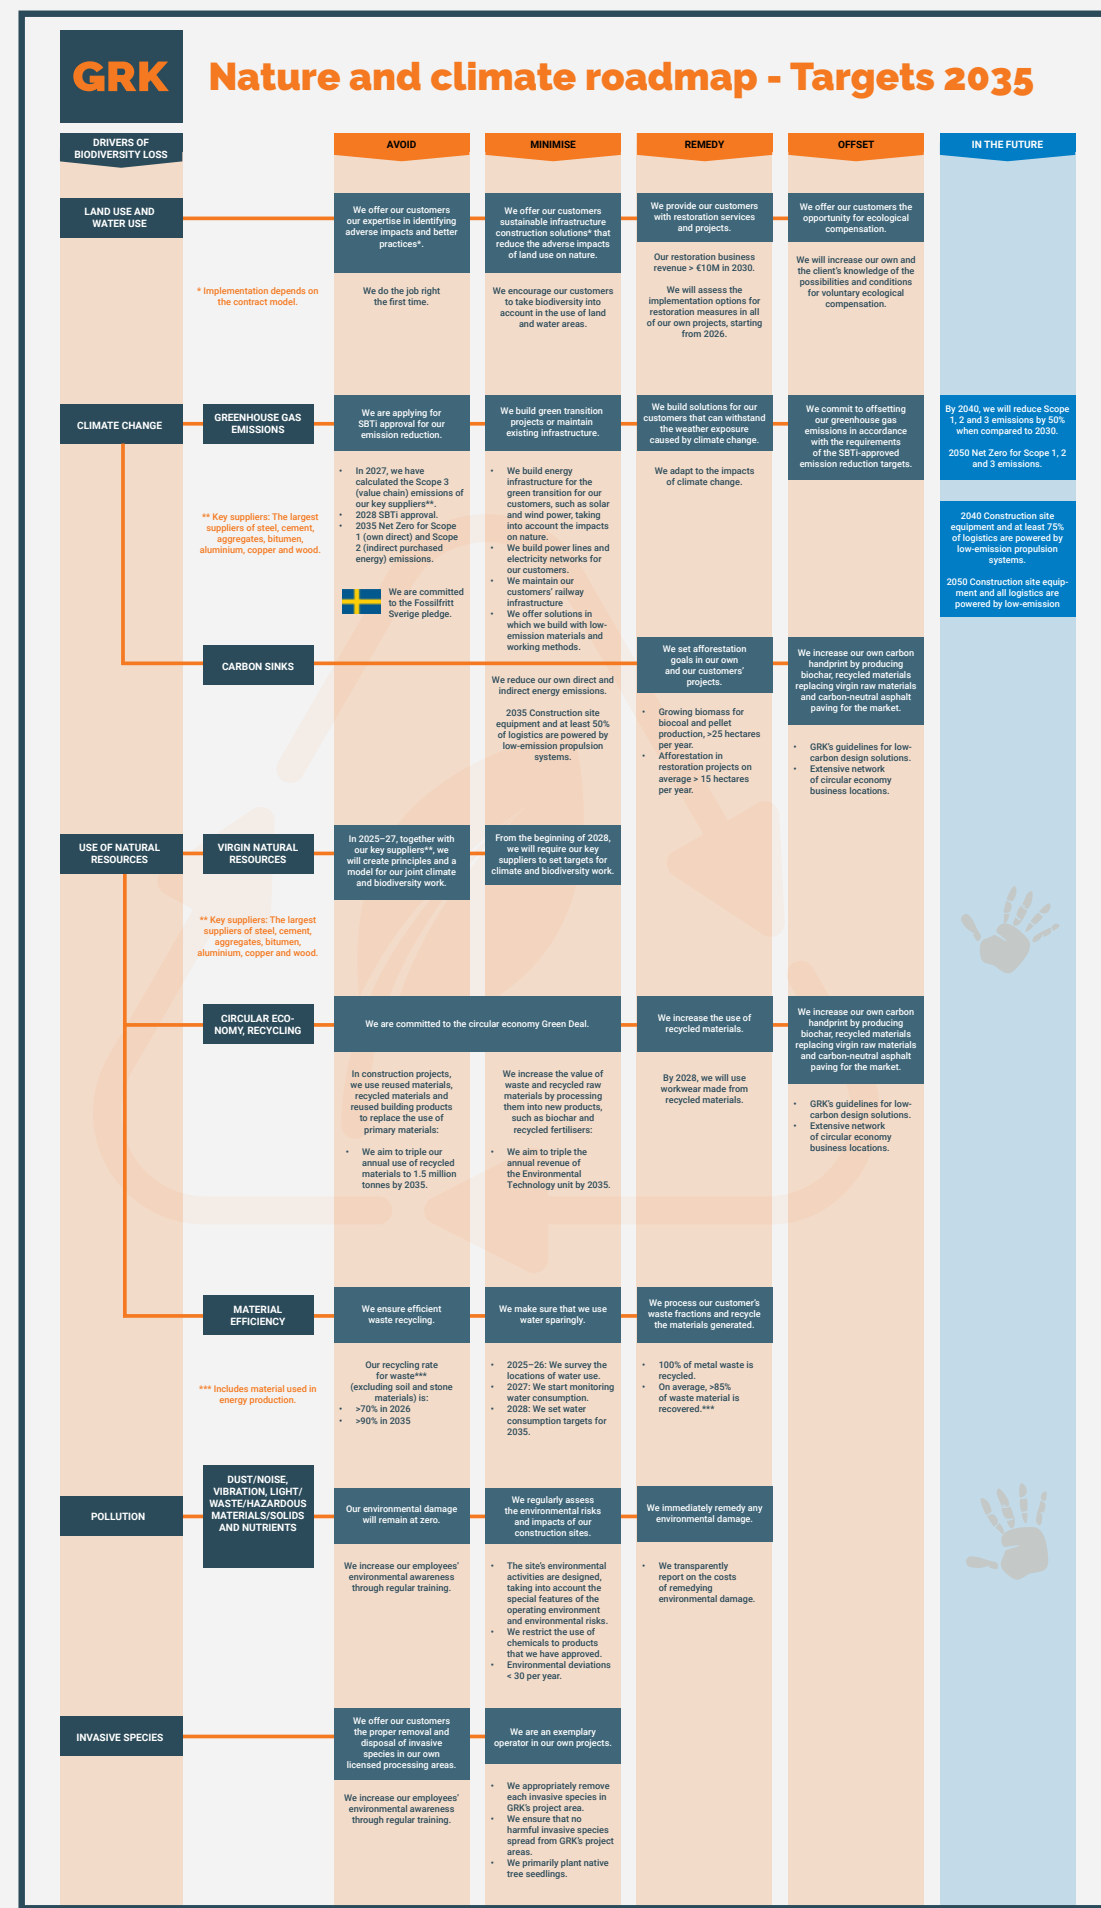 GRK
Nature and climate roadmap - Targets 2035
DRIVERS OF
BIODIVERSITY LOSS
AVOID
MINIMISE
REMEDY
OFFSET
IN THE FUTURE
LAND USE AND
WATER USE
* Implementation depends on
the contract model.
We offer our customers
our expertise in identifying
adverse impacts and better
practices*.
We do the job right
the first time.
We offer our customers
sustainable infrastructure
construction solutions* that
reduce the adverse impacts
of land use on nature.
We encourage our customers
to take biodiversity into
account in the use of land
and water areas.
We provide our customers
with restoration services
and projects.
Our restoration business
revenue > €10M in 2030.
We will assess the
implementation options for
restoration measures in all
of our own projects, starting
from 2026.
We offer our customers the
opportunity for ecological
compensation.
We will increase our own and
the client's knowledge of the
possibilities and conditions
for voluntary ecological
compensation.
CLIMATE CHANGE
GREENHOUSE GAS
EMISSIONS
** Key suppliers: The largest
suppliers of steel, cement,
aggregates, bitumen,
aluminium, copper and wood.
We are applying for
SBTi approval for our
emission reduction.
• In 2027, we have
calculated the Scope 3
(value chain) emissions of
our key suppliers**.
• 2028 SBTi approval.
• 2035 Net Zero for Scope
1 (own direct) and Scope
2 (indirect purchased
energy) emissions.
We are committed
to the Fossilfritt
Sverige pledge.
We build green transition
projects or maintain
existing infrastructure.
• We build energy
infrastructure for the
green transition for our
customers, such as solar
and wind power, taking
into account the impacts
on nature.
• We build power lines and
electricity networks for
our customers.
• We maintain our
customers' railway
infrastructure
• We offer solutions in
which we build with low-
emission materials and
working methods.
We reduce our own direct and
indirect energy emissions.
2035 Construction site
equipment and at least 50%
of logistics are powered by
low-emission propulsion
systems.
We build solutions for our
customers that can withstand
the weather exposure
caused by climate change.
We adapt to the impacts
of climate change.
We commit to offsetting
our greenhouse gas
emissions in accordance
with the requirements
of the SBTi-approved
emission reduction targets.
By 2040, we will reduce Scope
1, 2 and 3 emissions by 50%
when compared to 2030.
2050 Net Zero for Scope 1, 2
and 3 emissions.
2040 Construction site
equipment and at least 75%
of logistics are powered by
low-emission propulsion
systems.
2050 Construction site equip-
ment and all logistics are
powered by low-emission
CARBON SINKS
We set afforestation
goals in our own
and our customers'
projects.
• Growing biomass for
biocoal and pellet
production, >25 hectares
per year.
• Afforestation in
restoration projects on
average > 15 hectares
per year.
We increase our own carbon
handprint by producing
biochar, recycled materials
replacing virgin raw materials
and carbon-neutral asphalt
paving for the market.
• GRK's guidelines for low-
carbon design solutions.
• Extensive network
of circular economy
business locations.
USE OF NATURAL
RESOURCES
VIRGIN NATURAL
RESOURCES
** Key suppliers: The largest
suppliers of steel, cement,
aggregates, bitumen,
aluminium, copper and wood.
In 2025–27, together with
our key suppliers**, we
will create principles and a
model for our joint climate
and biodiversity work.
From the beginning of 2028,
we will require our key
suppliers to set targets for
climate and biodiversity work.
CIRCULAR ECO-
NOMY, RECYCLING
We are committed to the circular economy Green Deal.
In construction projects,
we use reused materials,
recycled materials and
reused building products
to replace the use of
primary materials:
• We aim to triple our
annual use of recycled
materials to 1.5 million
tonnes by 2035.
We increase the value of
waste and recycled raw
materials by processing
them into new products,
such as biochar and
recycled fertilisers:
• We aim to triple the
annual revenue of
the Environmental
Technology unit by 2035.
We increase the use of
recycled materials.
By 2028, we will use
workwear made from
recycled materials.
We increase our own carbon
handprint by producing
biochar, recycled materials
replacing virgin raw materials
and carbon-neutral asphalt
paving for the market.
• GRK's guidelines for low-
carbon design solutions.
• Extensive network
of circular economy
business locations.
MATERIAL
EFFICIENCY
*** Includes material used in
energy production.
We ensure efficient
waste recycling.
Our recycling rate
for waste***
(excluding soil and stone
materials) is:
• >70% in 2026
• >90% in 2035
We make sure that we use
water sparingly.
• 2025–26: We survey the
locations of water use.
• 2027: We start monitoring
water consumption.
• 2028: We set water
consumption targets for
2035.
We process our customer's
waste fractions and recycle
the materials generated.
• 100% of metal waste is
recycled.
• On average, >85%
of waste material is
recovered.***
POLLUTION
DUST/NOISE,
VIBRATION, LIGHT/
WASTE/HAZARDOUS
MATERIALS/SOLIDS
AND NUTRIENTS
Our environmental damage
will remain at zero.
We increase our employees'
environmental awareness
through regular training.
We regularly assess
the environmental risks
and impacts of our
construction sites.
• The site's environmental
activities are designed,
taking into account the
special features of the
operating environment
and environmental risks.
• We restrict the use of
chemicals to products
that we have approved.
• Environmental deviations
< 30 per year.
We immediately remedy any
environmental damage.
• We transparently
report on the costs
of remedying
environmental damage.
INVASIVE SPECIES
We offer our customers
the proper removal and
disposal of invasive
species in our own
licensed processing areas.
We increase our employees'
environmental awareness
through regular training.
We are an exemplary
operator in our own projects.
• We appropriately remove
each invasive species in
GRK's project area.
• We ensure that no
harmful invasive species
spread from GRK's project
areas.
• We primarily plant native
tree seedlings.